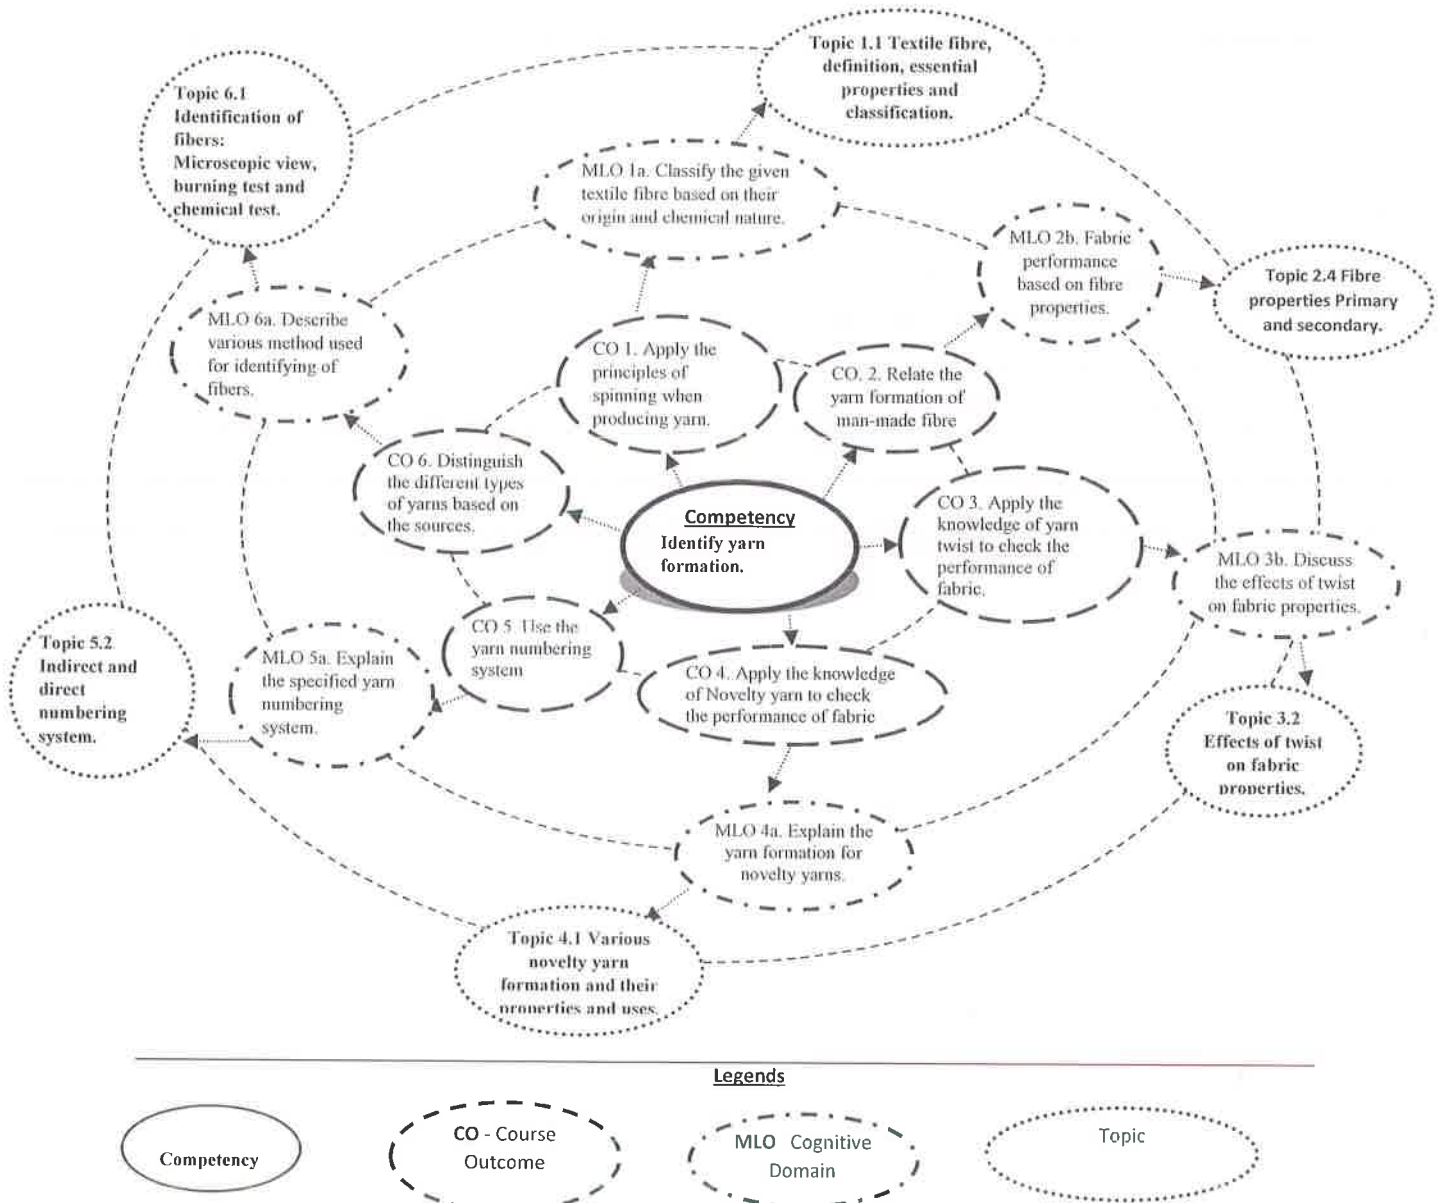 Topic 1.1 Textile fibre,
definition, essential
properties and
classification.
Topic 6.1
Identification of
fibers:
Microscopic view,
burning test and
chemical test.
MLO 1a. Classify the given
textile fibre based on their
origin and chemical nature.
MLO 2b. Fabric
performance
based on fibre
properties.
Topic 2.4 Fibre
properties Primary
and secondary.
MLO 6a. Describe
various method used
for identifying of
fibers.
CO 1. Apply the
principles of
spinning when
producing yarn.
CO. 2. Relate the
yarn formation of
man-made fibre
CO 6. Distinguish
the different types
of yarns based on
the sources.
Competency
Identify yarn
formation.
CO 3. Apply the
knowledge of yarn
twist to check the
performance of
fabric.
MLO 3b. Discuss
the effects of twist
on fabric properties.
Topic 5.2
Indirect and
direct
numbering
system.
MLO 5a. Explain
the specified yarn
numbering
system.
CO 5. Use the
yarn numbering
system
CO 4. Apply the knowledge
of Novelty yarn to check
the performance of fabric
Topic 3.2
Effects of twist
on fabric
properties.
MLO 4a. Explain the
yarn formation for
novelty yarns.
Topic 4.1 Various
novelty yarn
formation and their
properties and uses.
Legends
Competency
CO - Course
Outcome
MLO Cognitive
Domain
Topic